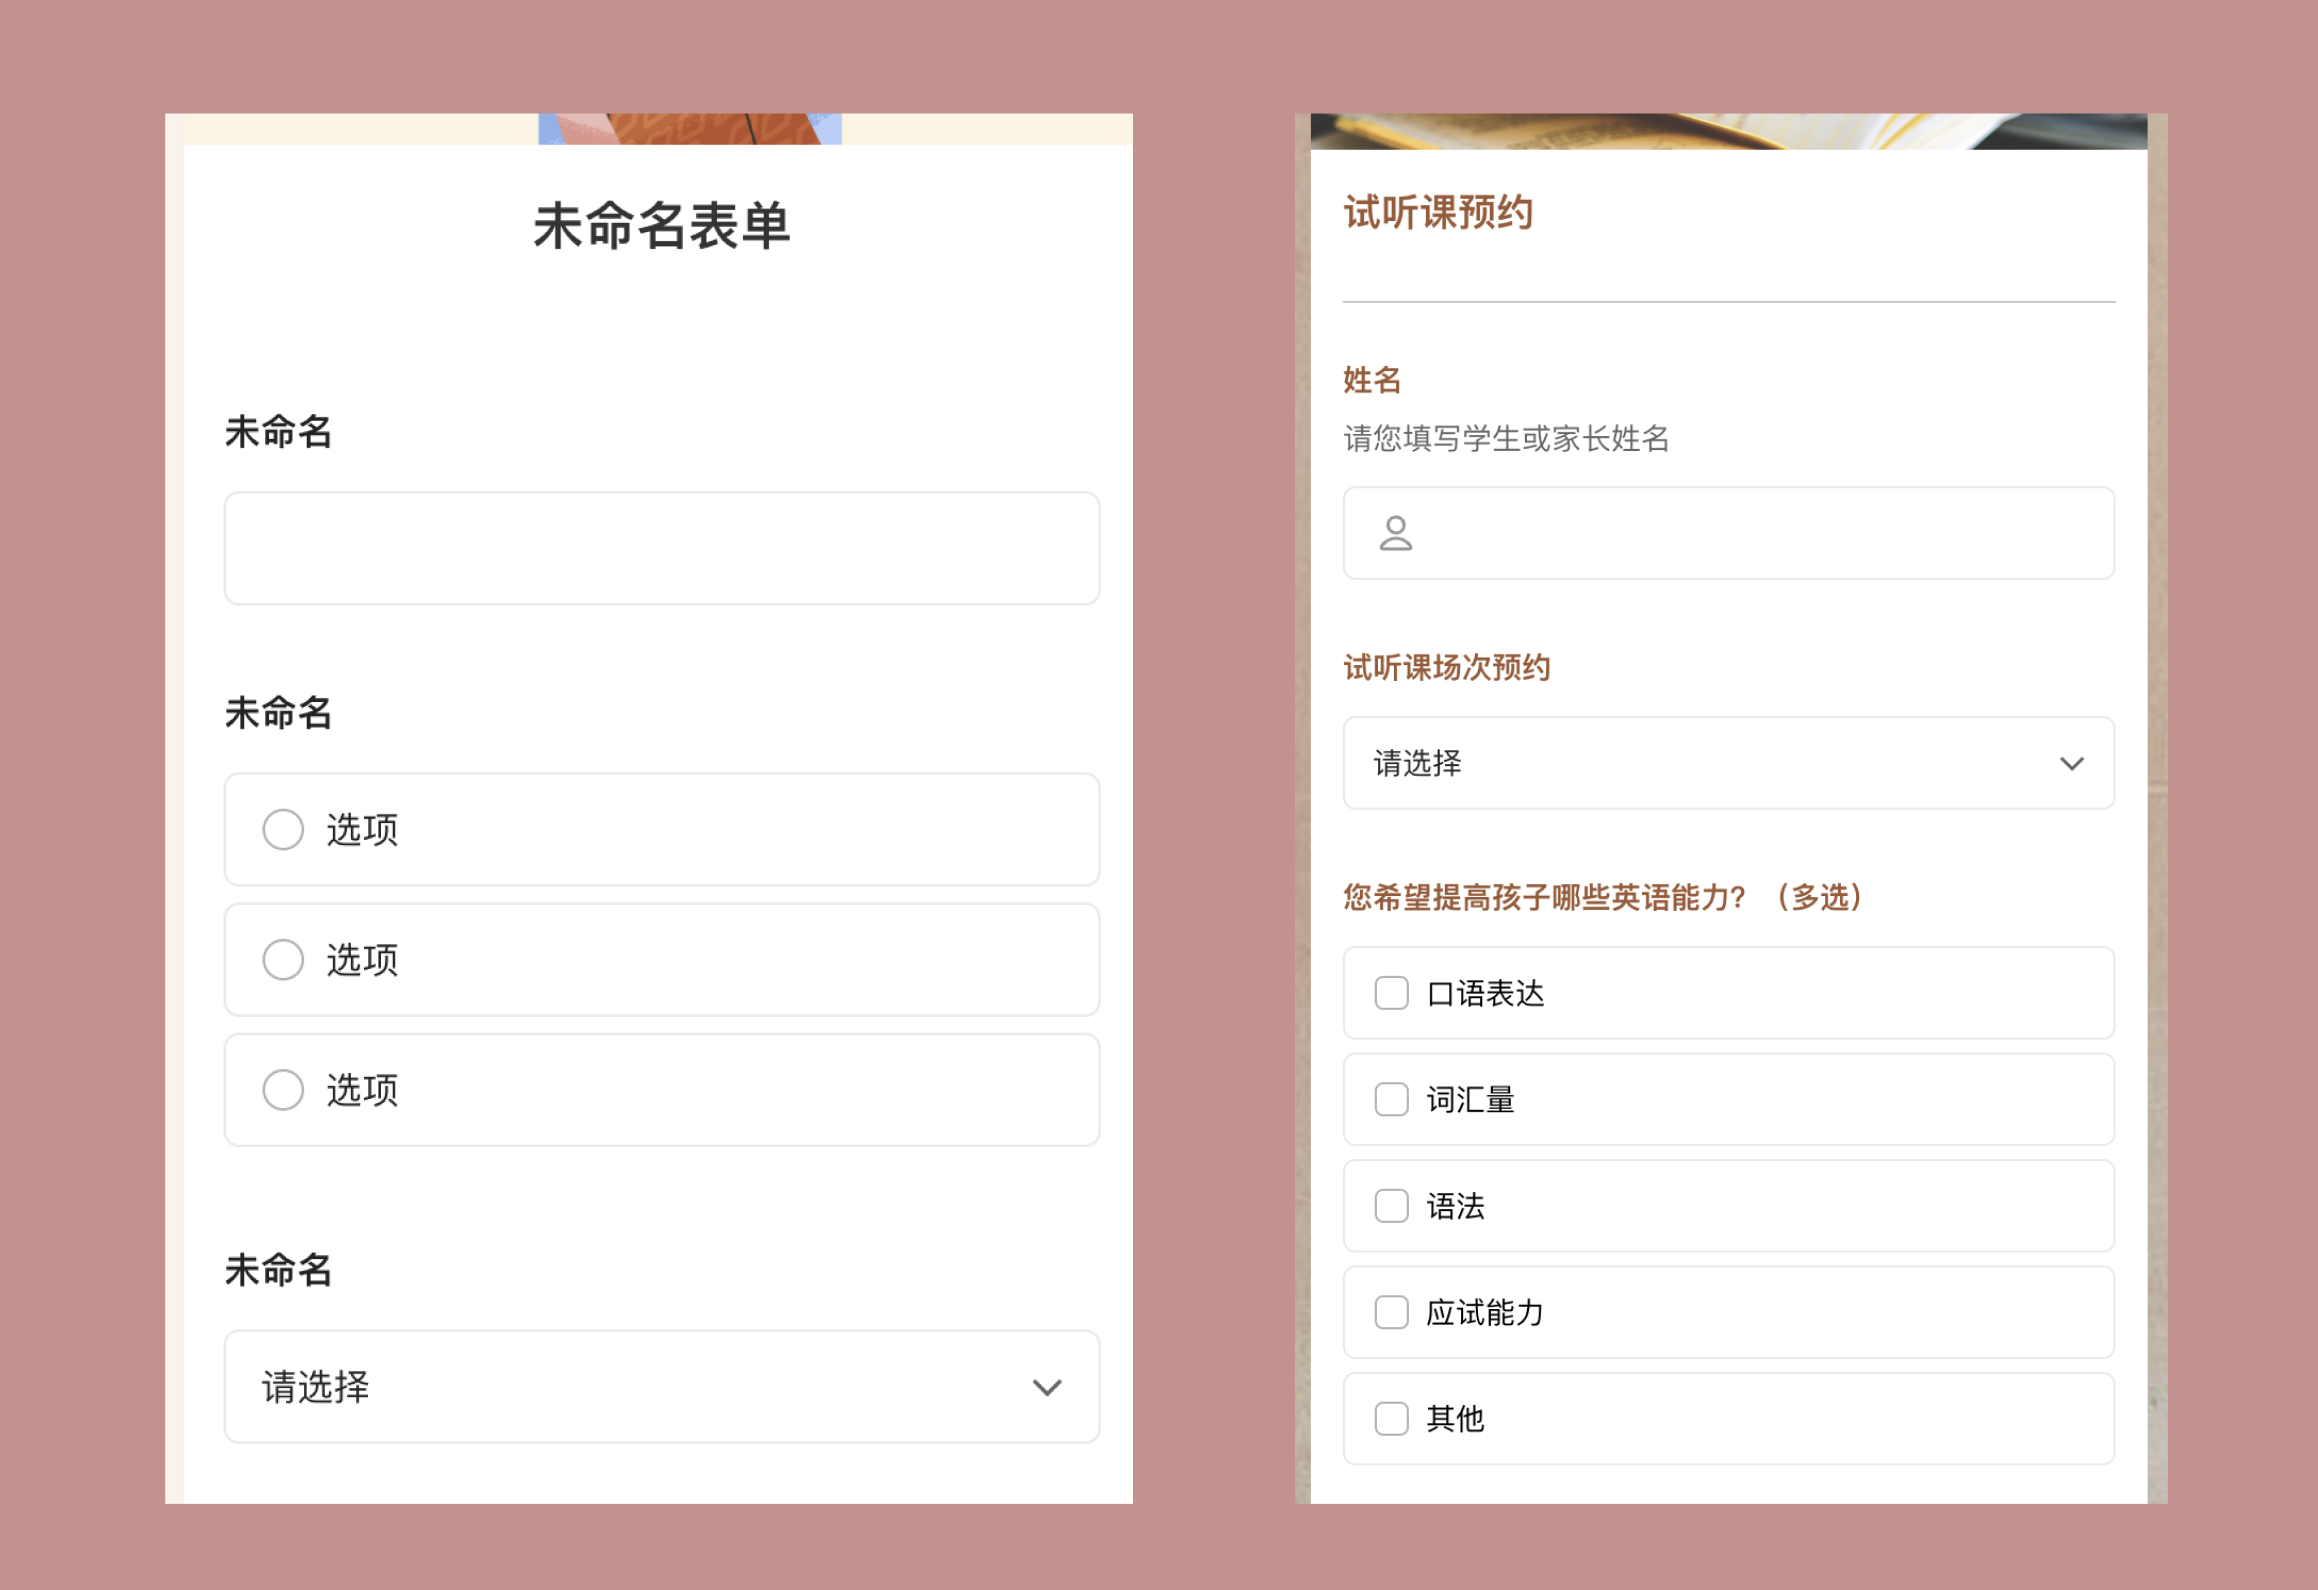 未命名表单
未命名
未命名
选项
选项
选项
未命名
请选择
试听课预约
姓名
请您填写学生或家长姓名
试听课场次预约
请选择
您希望提高孩子哪些英语能力？（多选）
口语表达
词汇量
语法
应试能力
其他